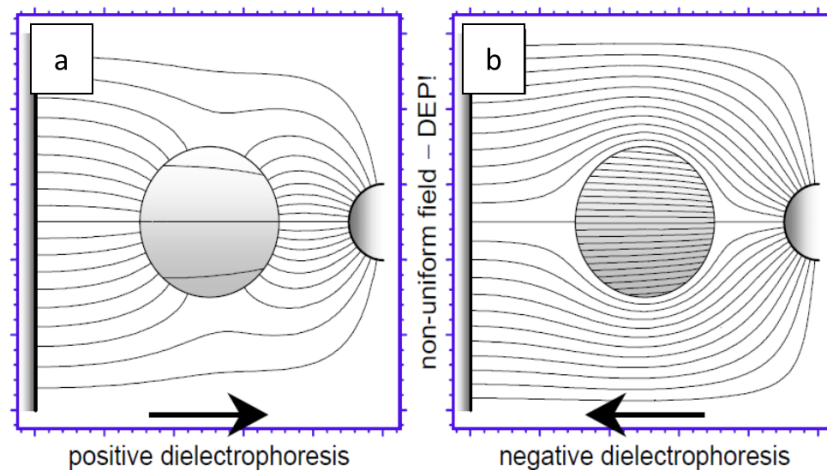 a
positive dielectrophoresis
non-uniform field – DEP!
b
negative dielectrophoresis